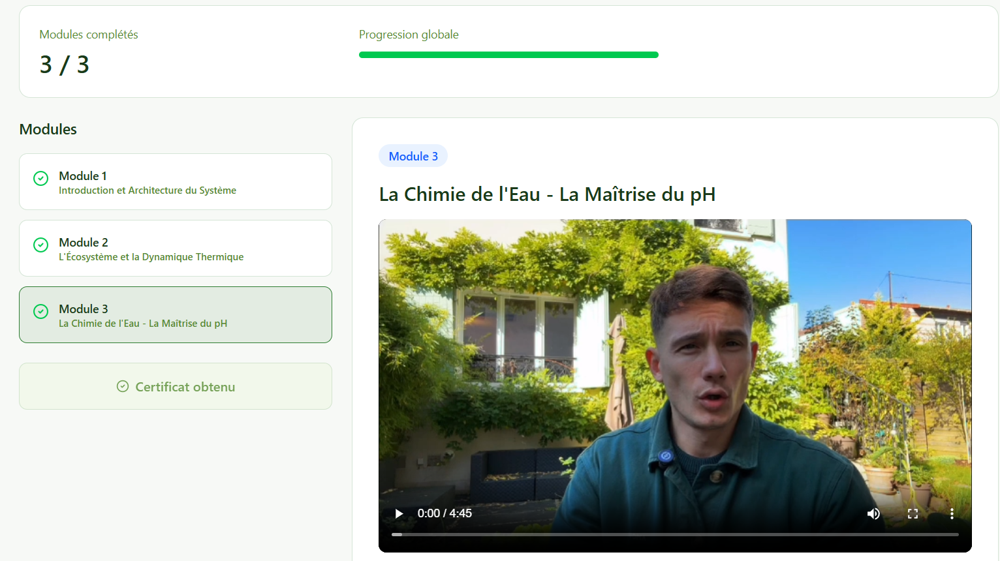 Modules complétés
3 / 3
Progression globale
Modules
Module 1
Introduction et Architecture du Système
Module 2
L'Écosystème et la Dynamique Thermique
Module 3
La Chimie de l'Eau - La Maîtrise du pH
Certificat obtenu
Module 3
La Chimie de l'Eau - La Maîtrise du pH
0:00 / 4:45